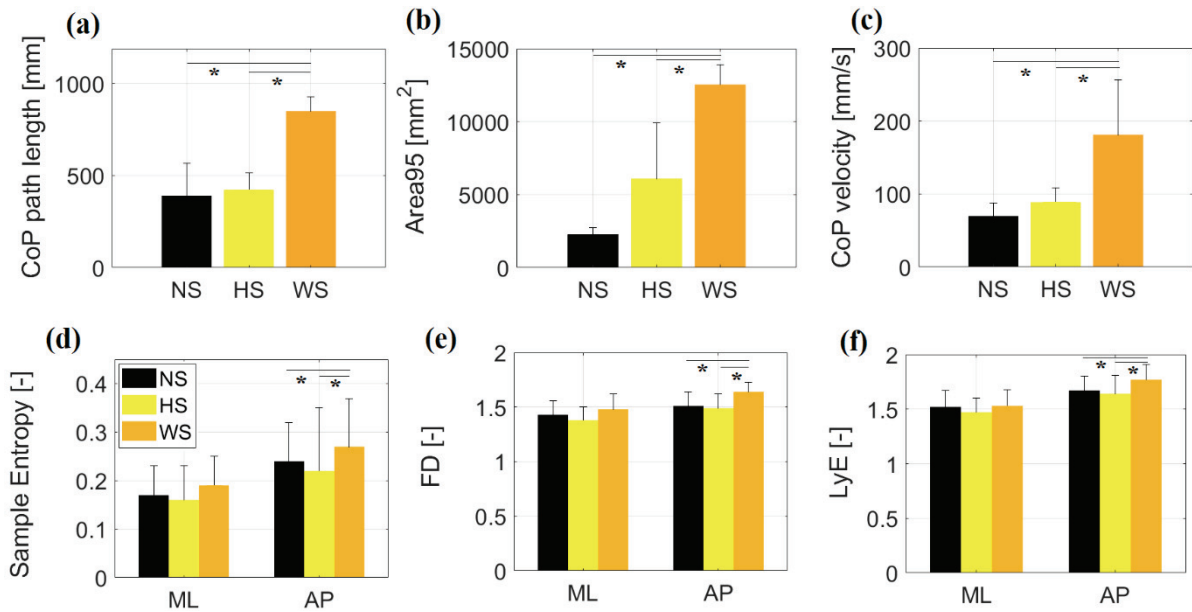 (a)
CoP path length [mm]
1000
500
0
*
*
NS HS WS
(b)
Area95 [mm²]
15000
10000
5000
0
*
*
NS HS WS
(c)
CoP velocity [mm/s]
300
200
100
0
*
*
NS HS WS
(d)
Sample Entropy [-]
0.4
0.3
0.2
0.1
0
NS
HS
WS
*
*
ML AP
(e)
FD [-]
2
1.5
1
0.5
0
*
*
ML AP
(f)
LyE [-]
2
1.5
1
0.5
0
*
*
ML AP